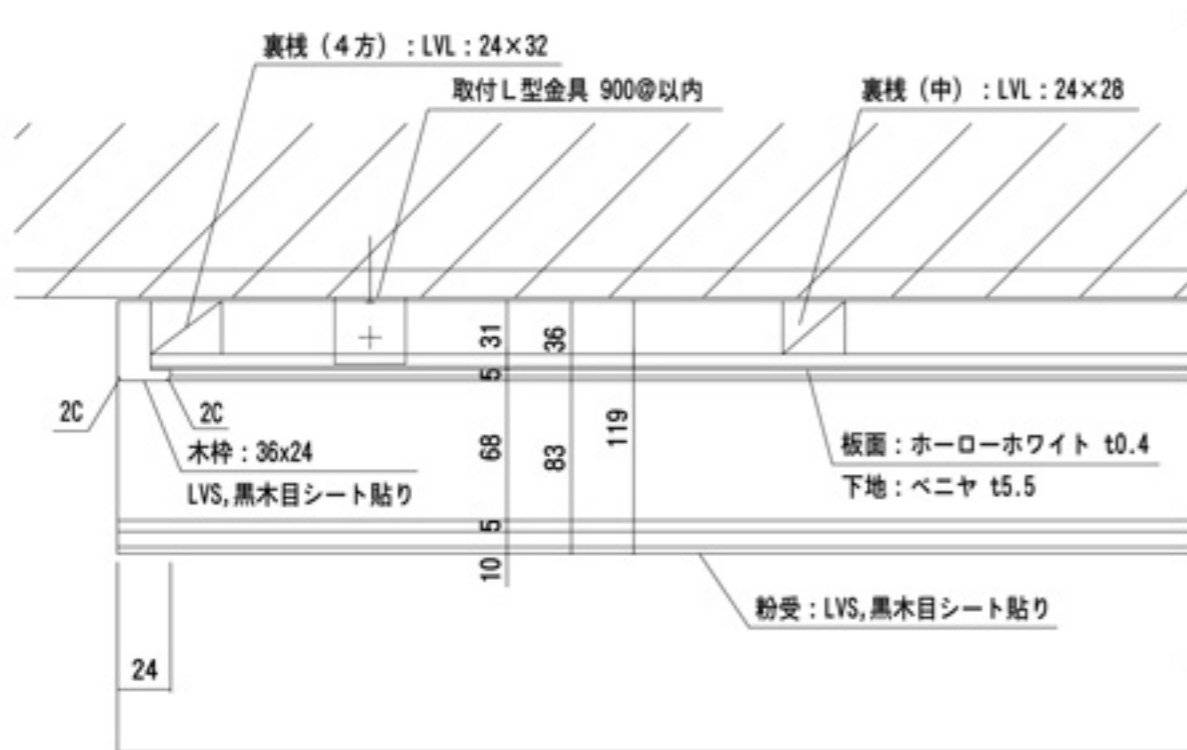 裏桟（4方）：LVL：24×32
取付L型金具 900@以内
裏桟（中）：LVL：24×28
31
36
5
119
2C
2C
木枠：36x24
LVS,黒木目シート貼り
68
83
板面：ホーローホワイト t0.4
下地：ベニヤ t5.5
5
10
粉受：LVS,黒木目シート貼り
24